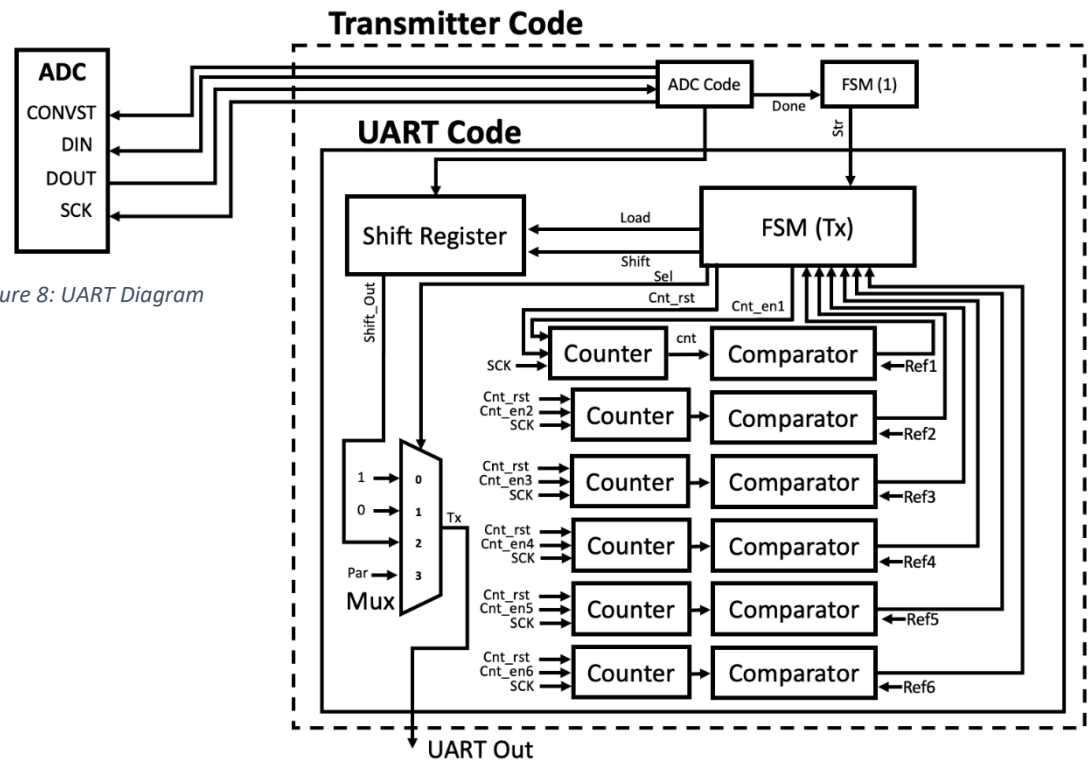 Transmitter Code
ADC
CONVST
DIN
DOUT
SCK
ADC Code
Done
FSM (1)
Str
UART Code
Shift Register
Load
Shift
FSM (Tx)
Sel
Cnt_rst
Cnt_en1
ure 8: UART Diagram
Shift_Out
SCK
Counter
cnt
Comparator
Ref1
Cnt_rst
Cnt_en2
SCK
Counter
Comparator
Ref2
Cnt_rst
Cnt_en3
SCK
Counter
Comparator
Ref3
Cnt_rst
Cnt_en4
SCK
Counter
Comparator
Ref4
Cnt_rst
Cnt_en5
SCK
Counter
Comparator
Ref5
Cnt_rst
Cnt_en6
SCK
Counter
Comparator
Ref6
1
0
0
1
2
Par
3
Tx
Mux
UART Out